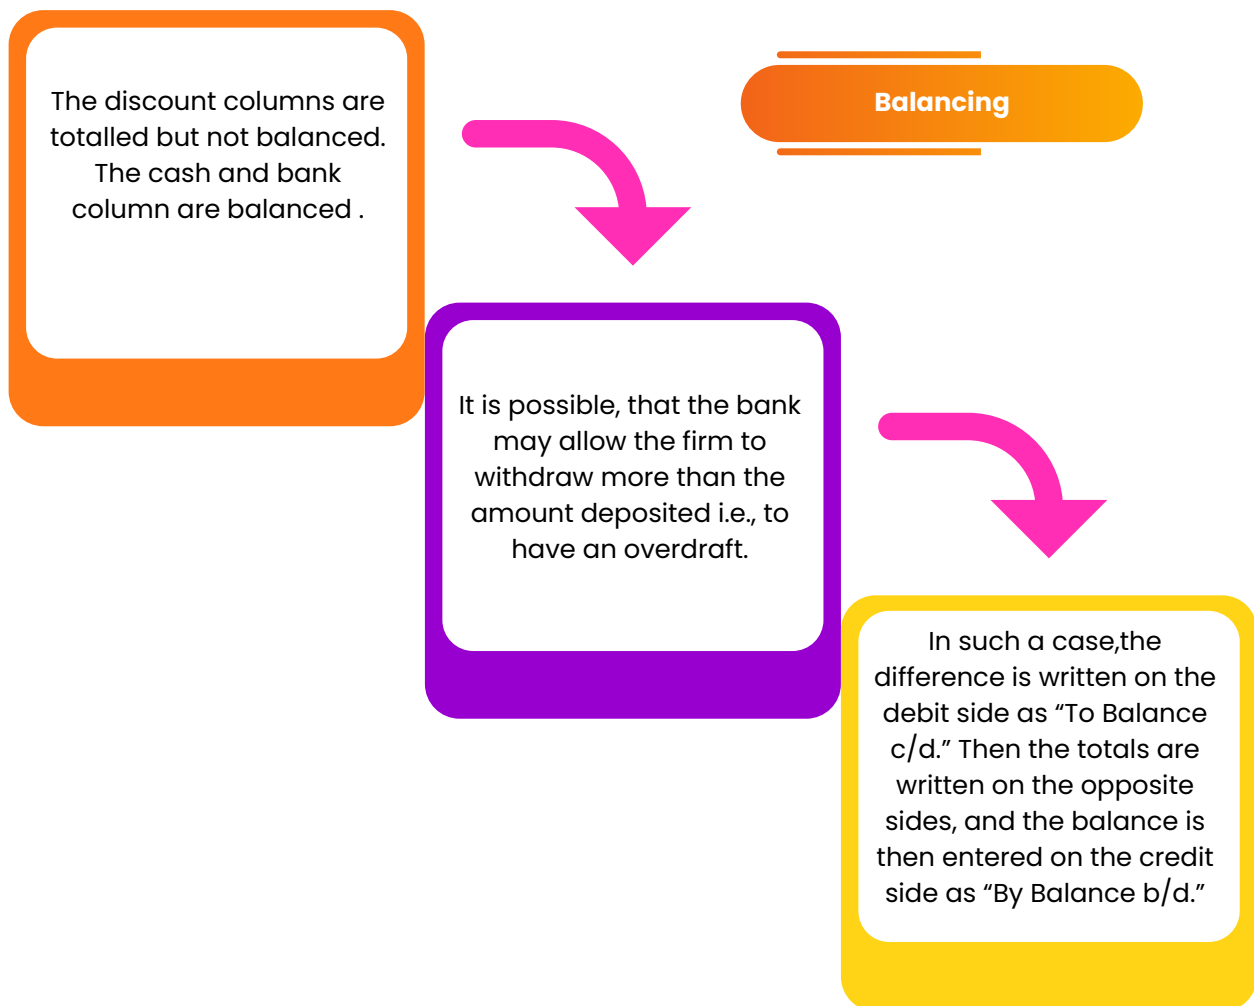 Balancing
The discount columns are
totalled but not balanced.
The cash and bank
column are balanced .
It is possible, that the bank
may allow the firm to
withdraw more than the
amount deposited i.e., to
have an overdraft.
In such a case,the
difference is written on the
debit side as “To Balance
c/d.” Then the totals are
written on the opposite
sides, and the balance is
then entered on the credit
side as “By Balance b/d.”